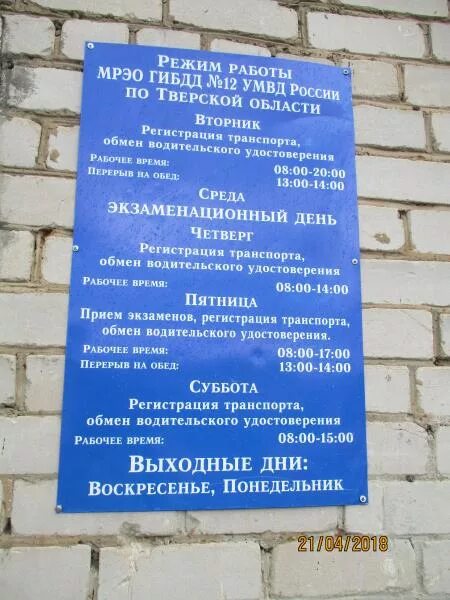 Режим работы
МРЭО ГИБДД №12 УМВД России
по Тверской области
Вторник
Регистрация транспорта,
обмен водительского удостоверения
Рабочее время: 08:00-20:00
Перерыв на обед: 13:00-14:00
Среда
экзаменационный день
Четверг
Регистрация транспорта,
обмен водительского удостоверения
Рабочее время: 08:00-14:00
Пятница
Прием экзаменов, регистрация транспорта,
обмен водительского удостоверения.
Рабочее время: 08:00-17:00
Перерыв на обед: 13:00-14:00
Суббота
Регистрация транспорта,
обмен водительского удостоверения
Рабочее время: 08:00-15:00
Выходные дни:
Воскресенье, Понедельник
21/04/2018